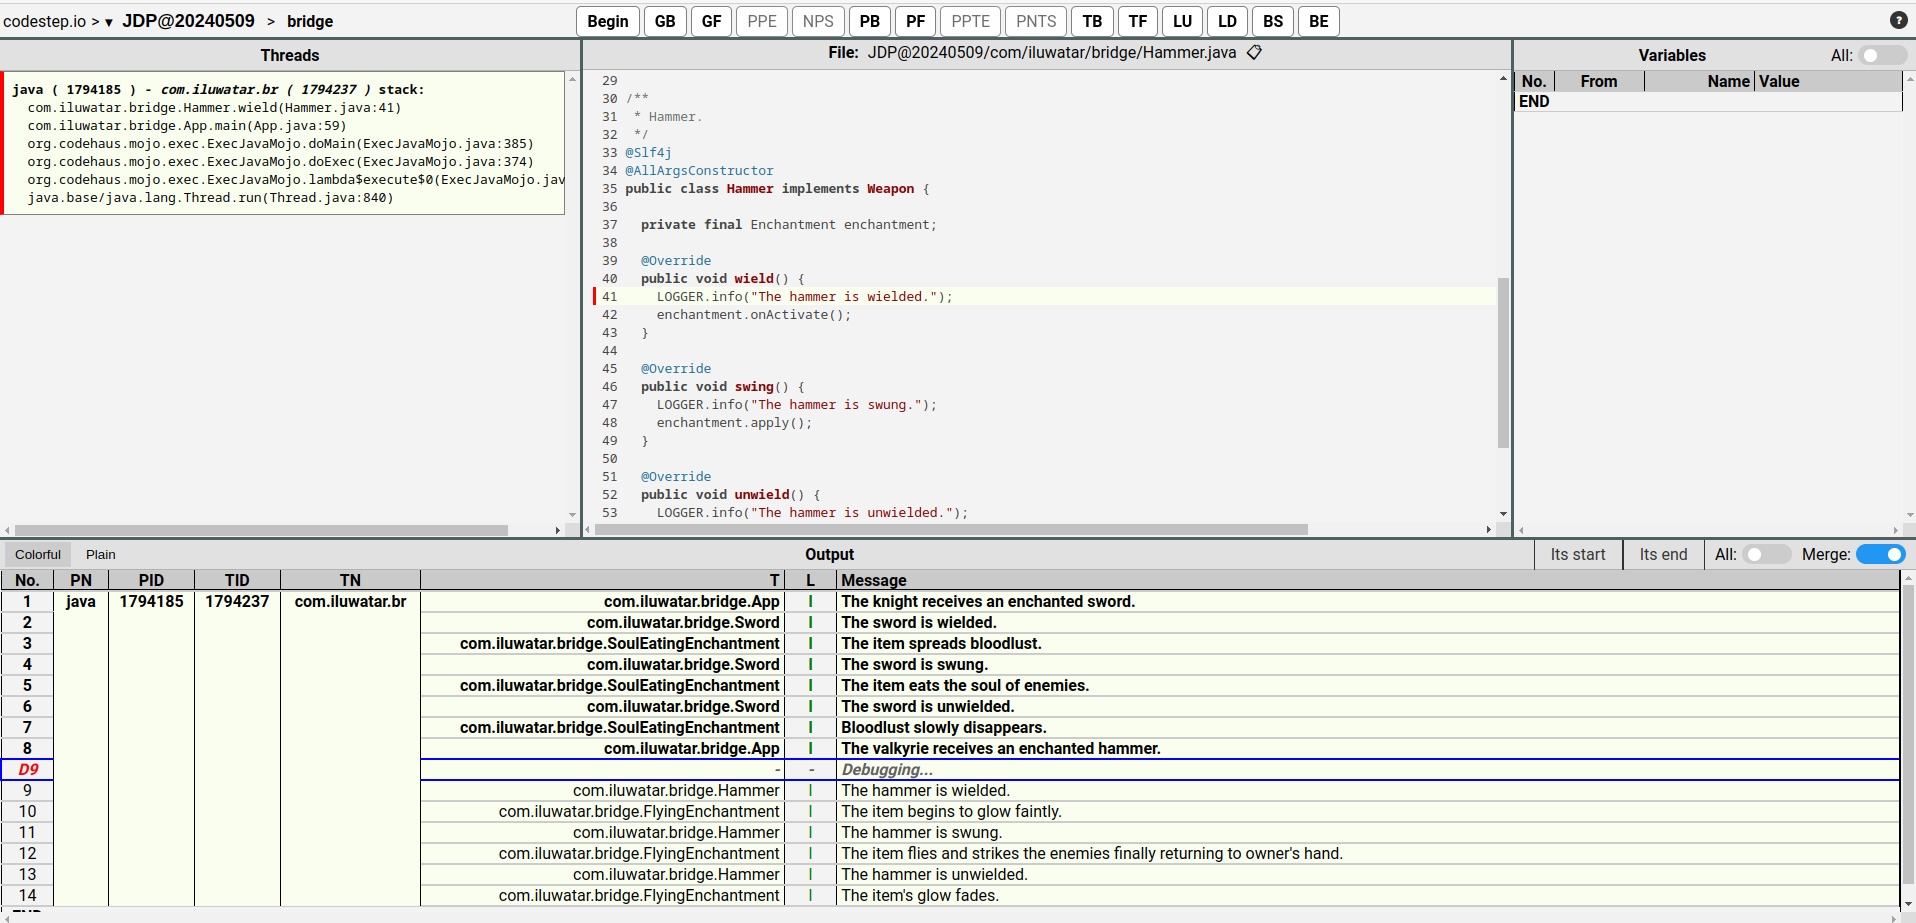 codestep.io > ▾ JDP@20240509 > bridge
Begin GB GF PPE NPS PB PF PPTE PNTS TB TF LU LD BS BE ?
Threads
java ( 1794185 ) - com.iluwatar.br ( 1794237 ) stack:
com.iluwatar.bridge.Hammer.wield(Hammer.java:41)
com.iluwatar.bridge.App.main(App.java:59)
org.codehaus.mojo.exec.ExecJavaMojo.doMain(ExecJavaMojo.java:385)
org.codehaus.mojo.exec.ExecJavaMojo.doExec(ExecJavaMojo.java:374)
org.codehaus.mojo.exec.ExecJavaMojo.lambda$execute$0(ExecJavaMojo.jav
java.base/java.lang.Thread.run(Thread.java:840)
File: JDP@20240509/com/iluwatar/bridge/Hammer.java
29
30 /**
31 * Hammer.
32 */
33 @Slf4j
34 @AllArgsConstructor
35 public class Hammer implements Weapon {
36
37 private final Enchantment enchantment;
38
39 @Override
40 public void wield() {
41 LOGGER.info("The hammer is wielded.");
42 enchantment.onActivate();
43 }
44
45 @Override
46 public void swing() {
47 LOGGER.info("The hammer is swung.");
48 enchantment.apply();
49 }
50
51 @Override
52 public void unwield() {
53 LOGGER.info("The hammer is unwielded.");
Variables All:
No. From Name Value
END
Colorful Plain Output Its start Its end All: Merge:
No. PN PID TID TN T L Message
1 java 1794185 1794237 com.iluwatar.br com.iluwatar.bridge.App I The knight receives an enchanted sword.
2 com.iluwatar.bridge.Sword I The sword is wielded.
3 com.iluwatar.bridge.SoulEatingEnchantment I The item spreads bloodlust.
4 com.iluwatar.bridge.Sword I The sword is swung.
5 com.iluwatar.bridge.SoulEatingEnchantment I The item eats the soul of enemies.
6 com.iluwatar.bridge.Sword I The sword is unwielded.
7 com.iluwatar.bridge.SoulEatingEnchantment I Bloodlust slowly disappears.
8 com.iluwatar.bridge.App I The valkyrie receives an enchanted hammer.
D9 - - Debugging...
9 com.iluwatar.bridge.Hammer I The hammer is wielded.
10 com.iluwatar.bridge.FlyingEnchantment I The item begins to glow faintly.
11 com.iluwatar.bridge.Hammer I The hammer is swung.
12 com.iluwatar.bridge.FlyingEnchantment I The item flies and strikes the enemies finally returning to owner's hand.
13 com.iluwatar.bridge.Hammer I The hammer is unwielded.
14 com.iluwatar.bridge.FlyingEnchantment I The item's glow fades.